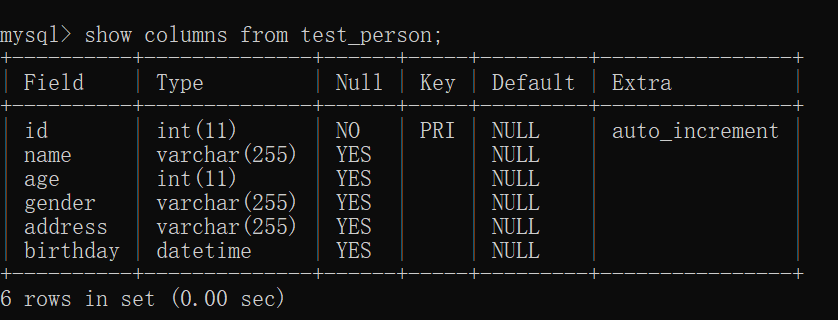 mysql> show columns from test_person;
+----------+--------------+------+-----+---------+----------------+
| Field    | Type         | Null | Key | Default | Extra          |
+----------+--------------+------+-----+---------+----------------+
| id       | int(11)      | NO   | PRI | NULL    | auto_increment |
| name     | varchar(255) | YES  |     | NULL    |                |
| age      | int(11)      | YES  |     | NULL    |                |
| gender   | varchar(255) | YES  |     | NULL    |                |
| address  | varchar(255) | YES  |     | NULL    |                |
| birthday | datetime     | YES  |     | NULL    |                |
+----------+--------------+------+-----+---------+----------------+
6 rows in set (0.00 sec)